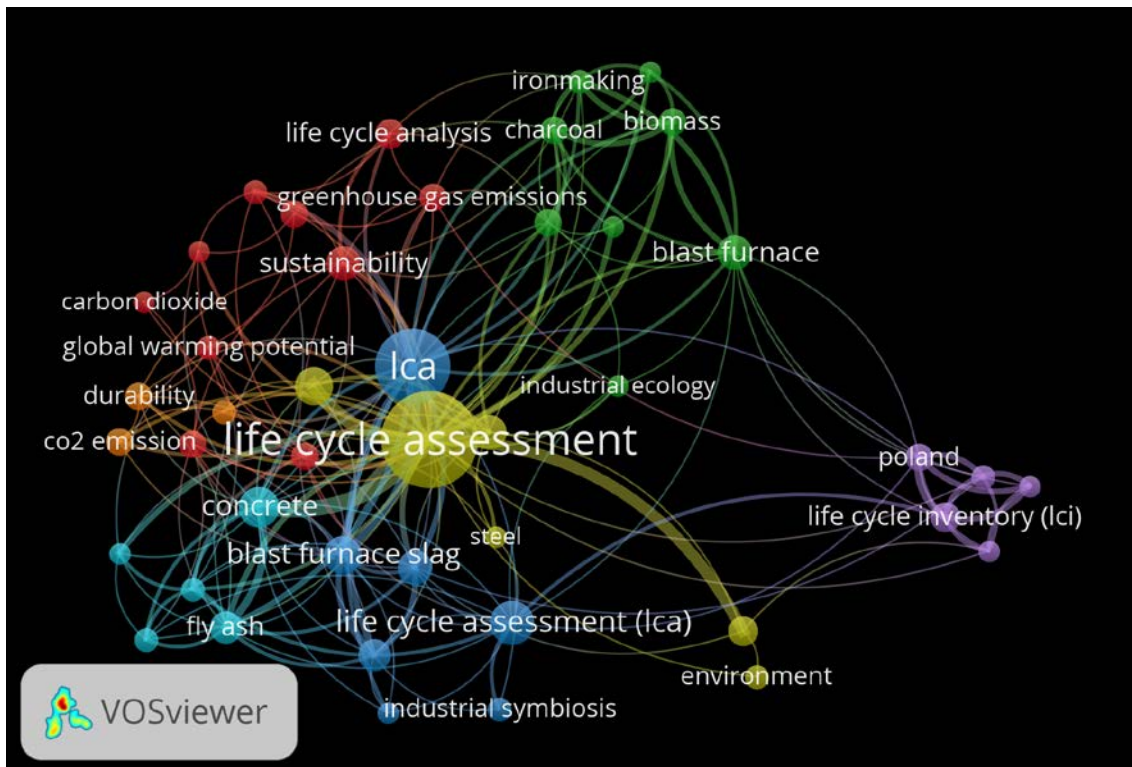 ironmaking
biomass
charcoal
life cycle analysis
greenhouse gas emissions
blast furnace
sustainability
carbon dioxide
global warming potential
lca
industrial ecology
durability
life cycle assessment
co2 emission
poland
concrete
life cycle inventory (lci)
steel
blast furnace slag
life cycle assessment (lca)
fly ash
environment
industrial symbiosis
VOSviewer